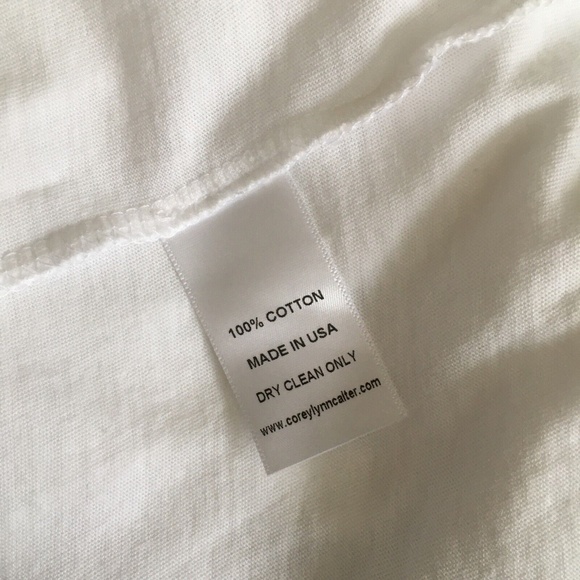 100% COTTON
MADE IN USA
DRY CLEAN ONLY
www.coreylynncalter.com